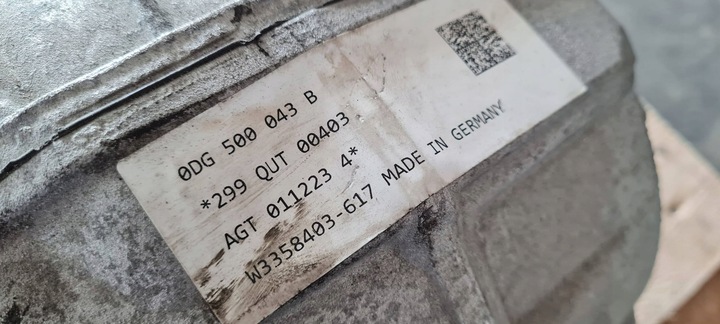 0DG 500 043 B
*299 QUT 00403
AGT 011223 4*
W3358403-617 MADE IN GERMANY